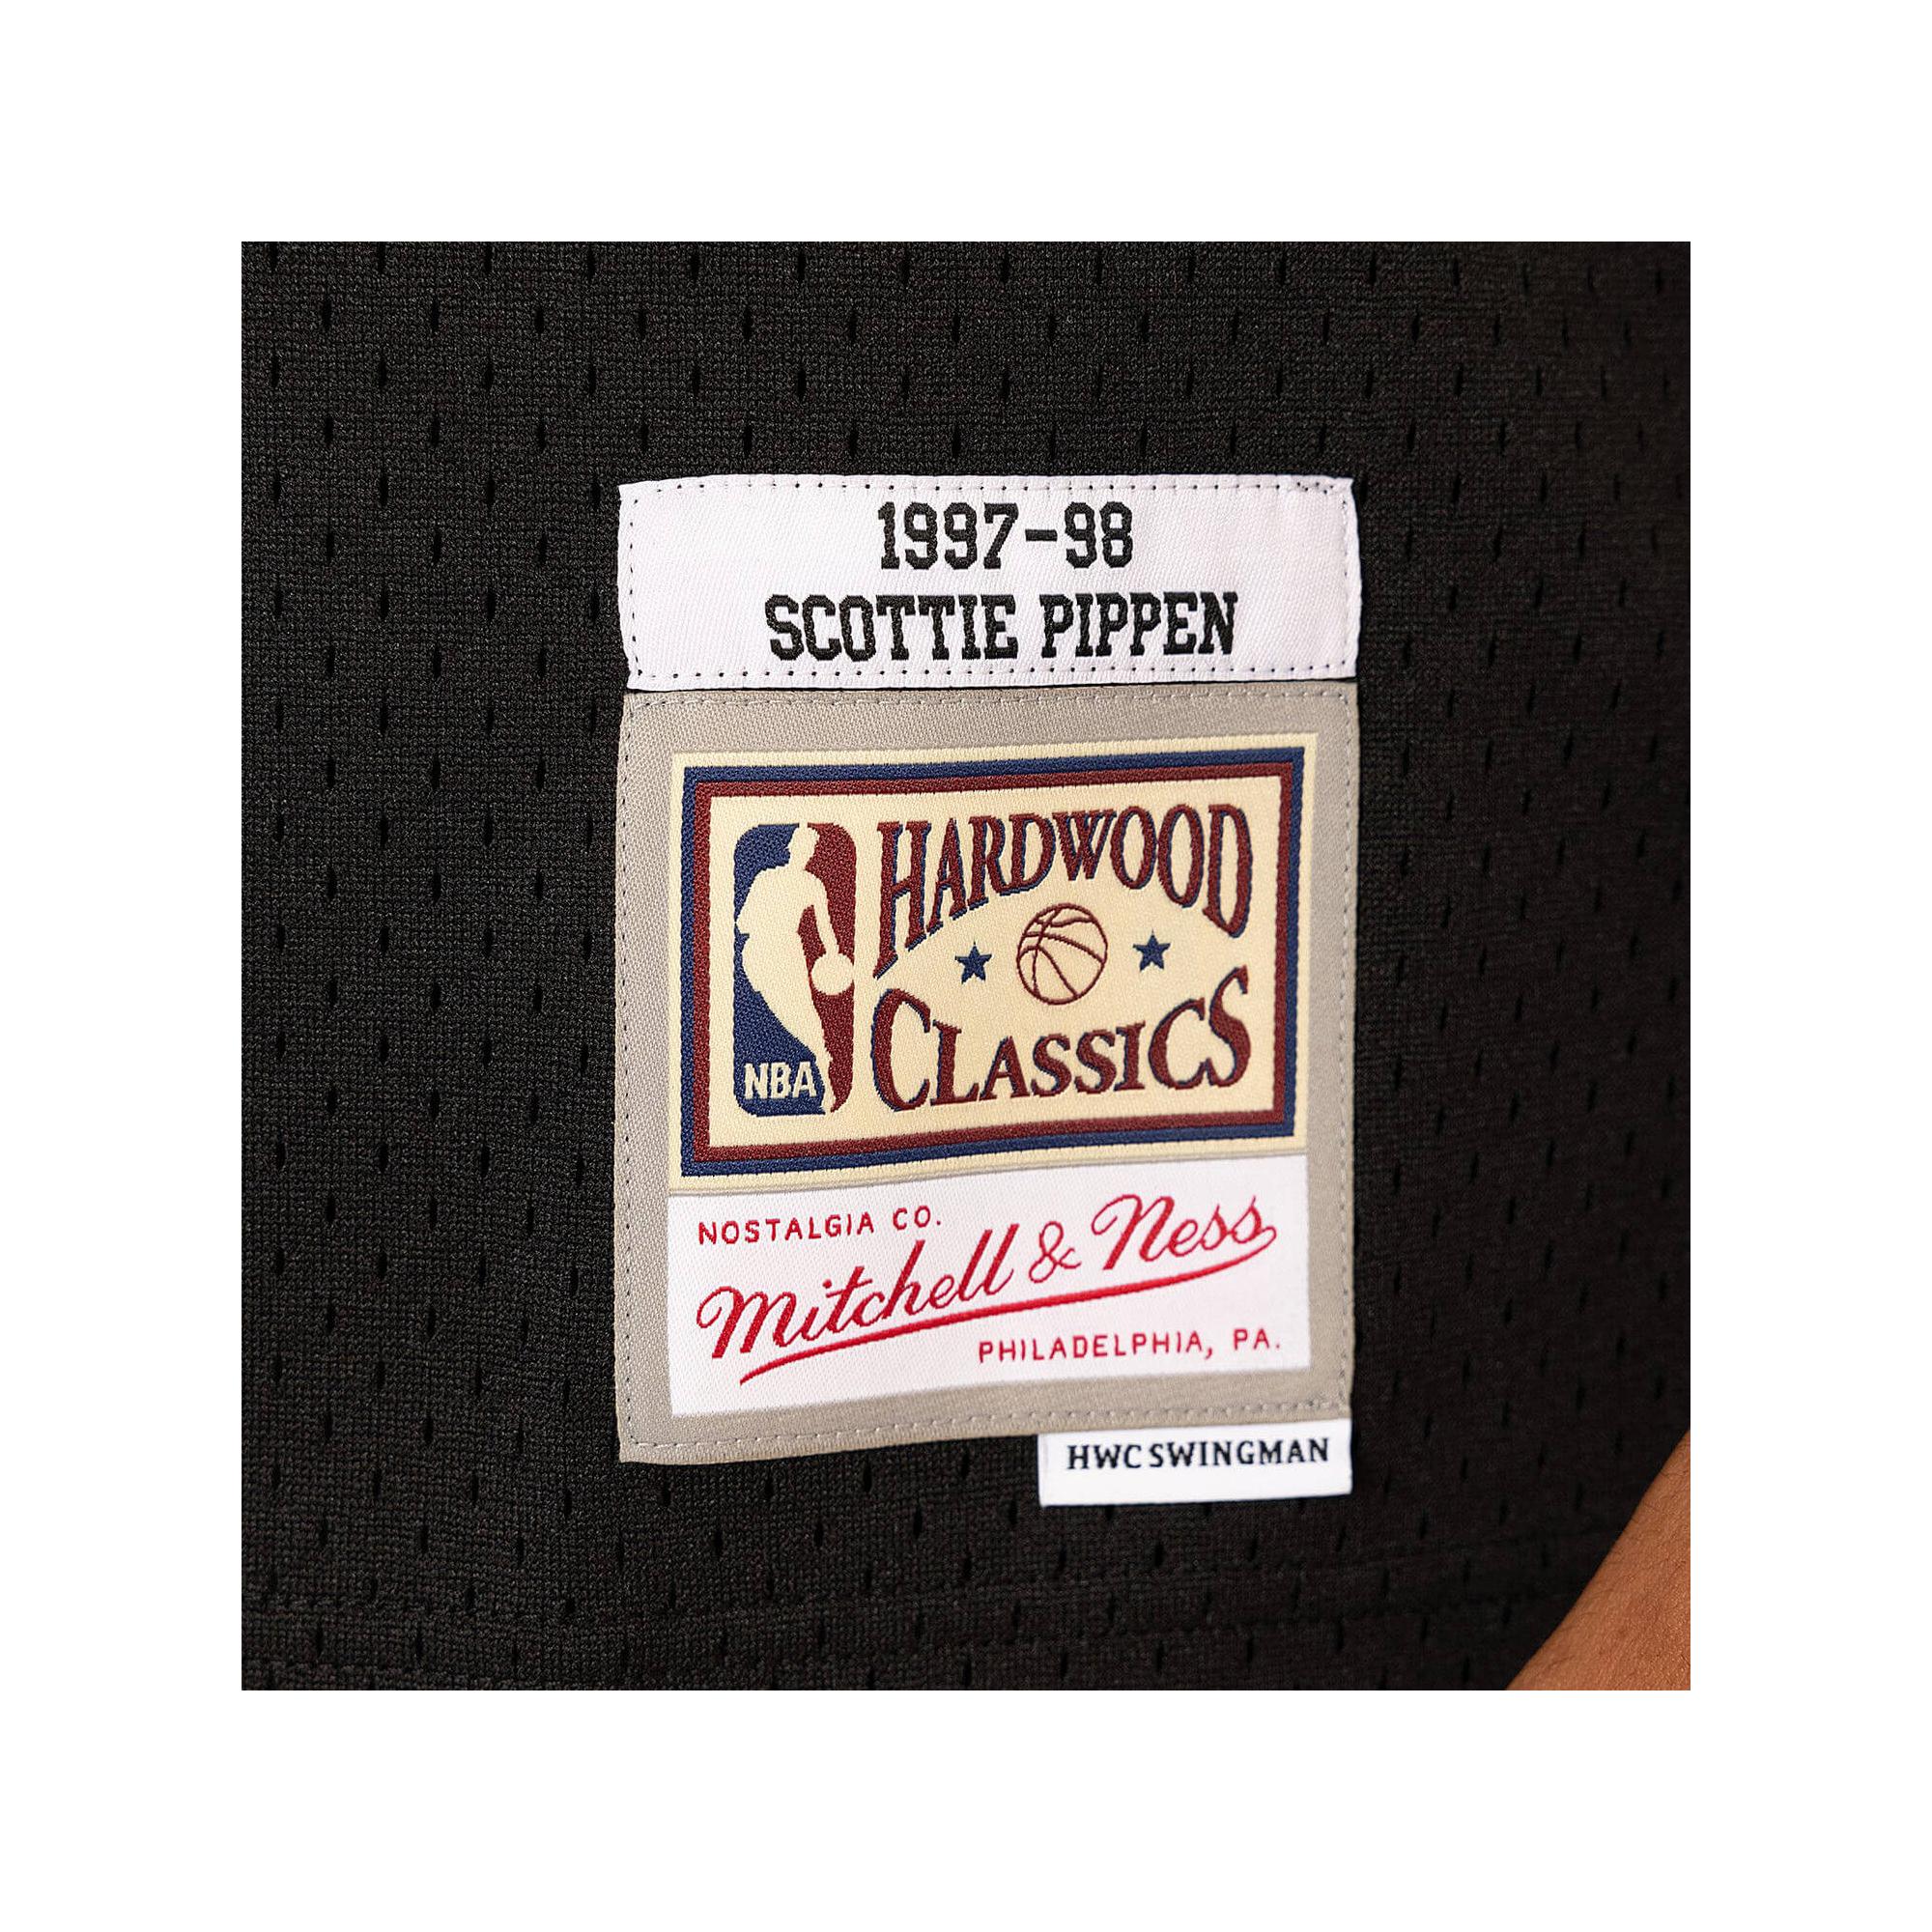 1997-98
SCOTTIE PIPPEN
HARDWOOD
CLASSICS
NBA
NOSTALGIA CO.
Mitchell & Ness
PHILADELPHIA, PA.
HWC SWINGMAN